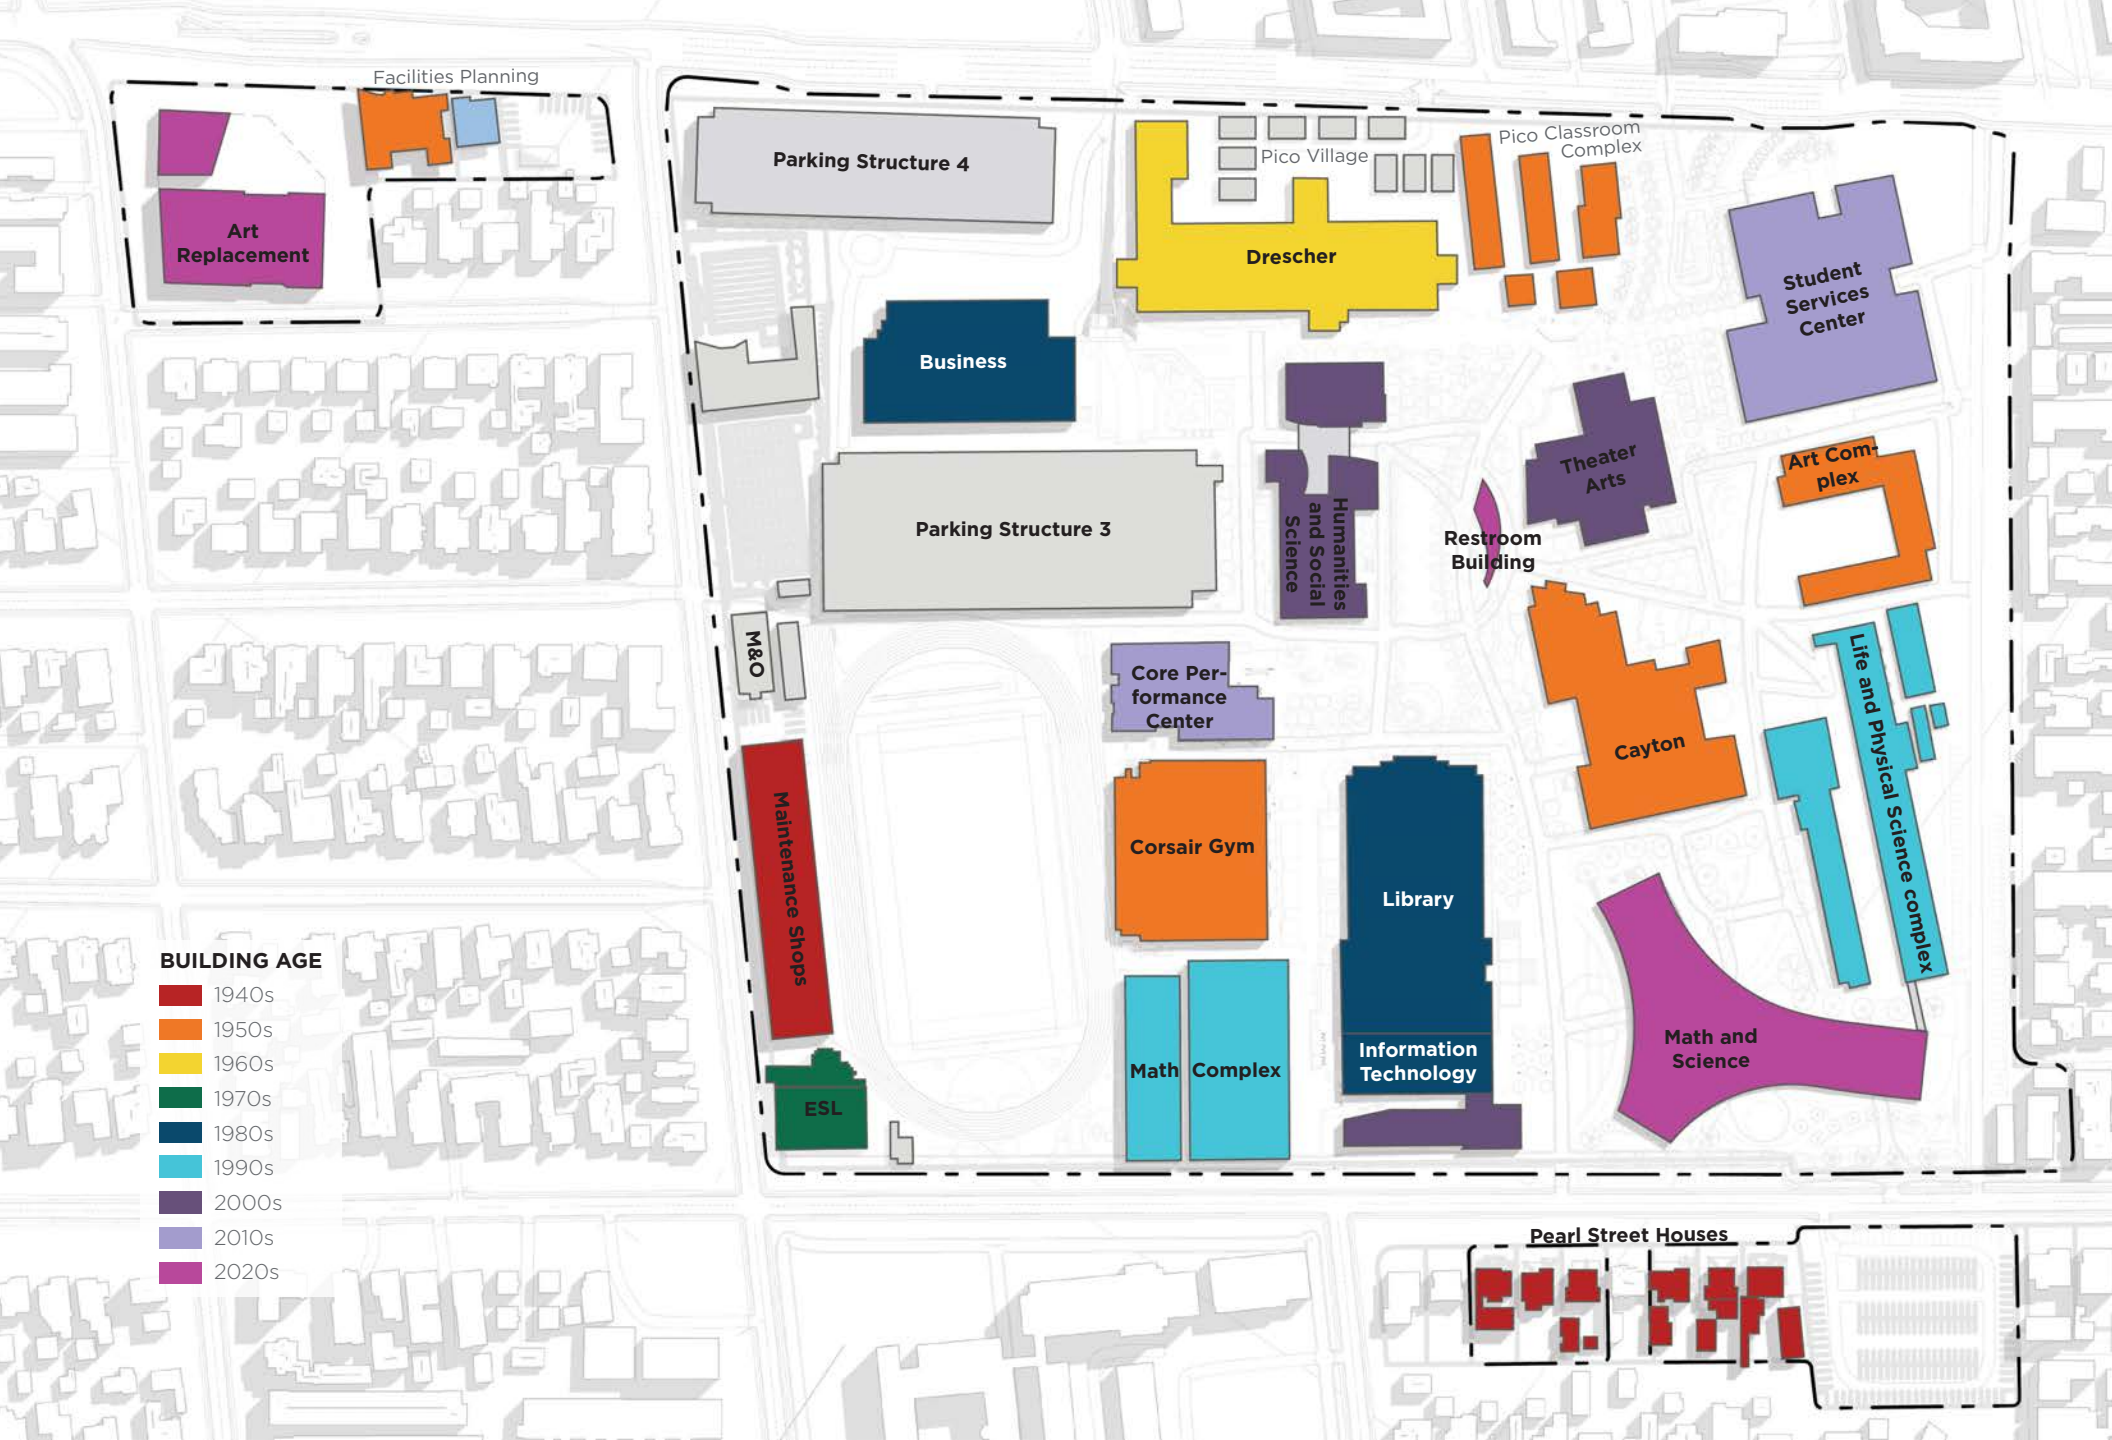 Facilities Planning
Art
Replacement
Parking Structure 4
Pico Village
Pico Classroom
Complex
Drescher
Student
Services
Center
Business
Theater
Arts
Art Com-
plex
Parking Structure 3
Humanities
and Social
Science
Restroom
Building
M&O
Core Per-
formance
Center
Life and Physical Science complex
Cayton
Maintenance Shops
Corsair Gym
Library
BUILDING AGE
1940s
1950s
1960s
1970s
1980s
1990s
2000s
2010s
2020s
Math and
Science
Information
Technology
Math Complex
ESL
Pearl Street Houses